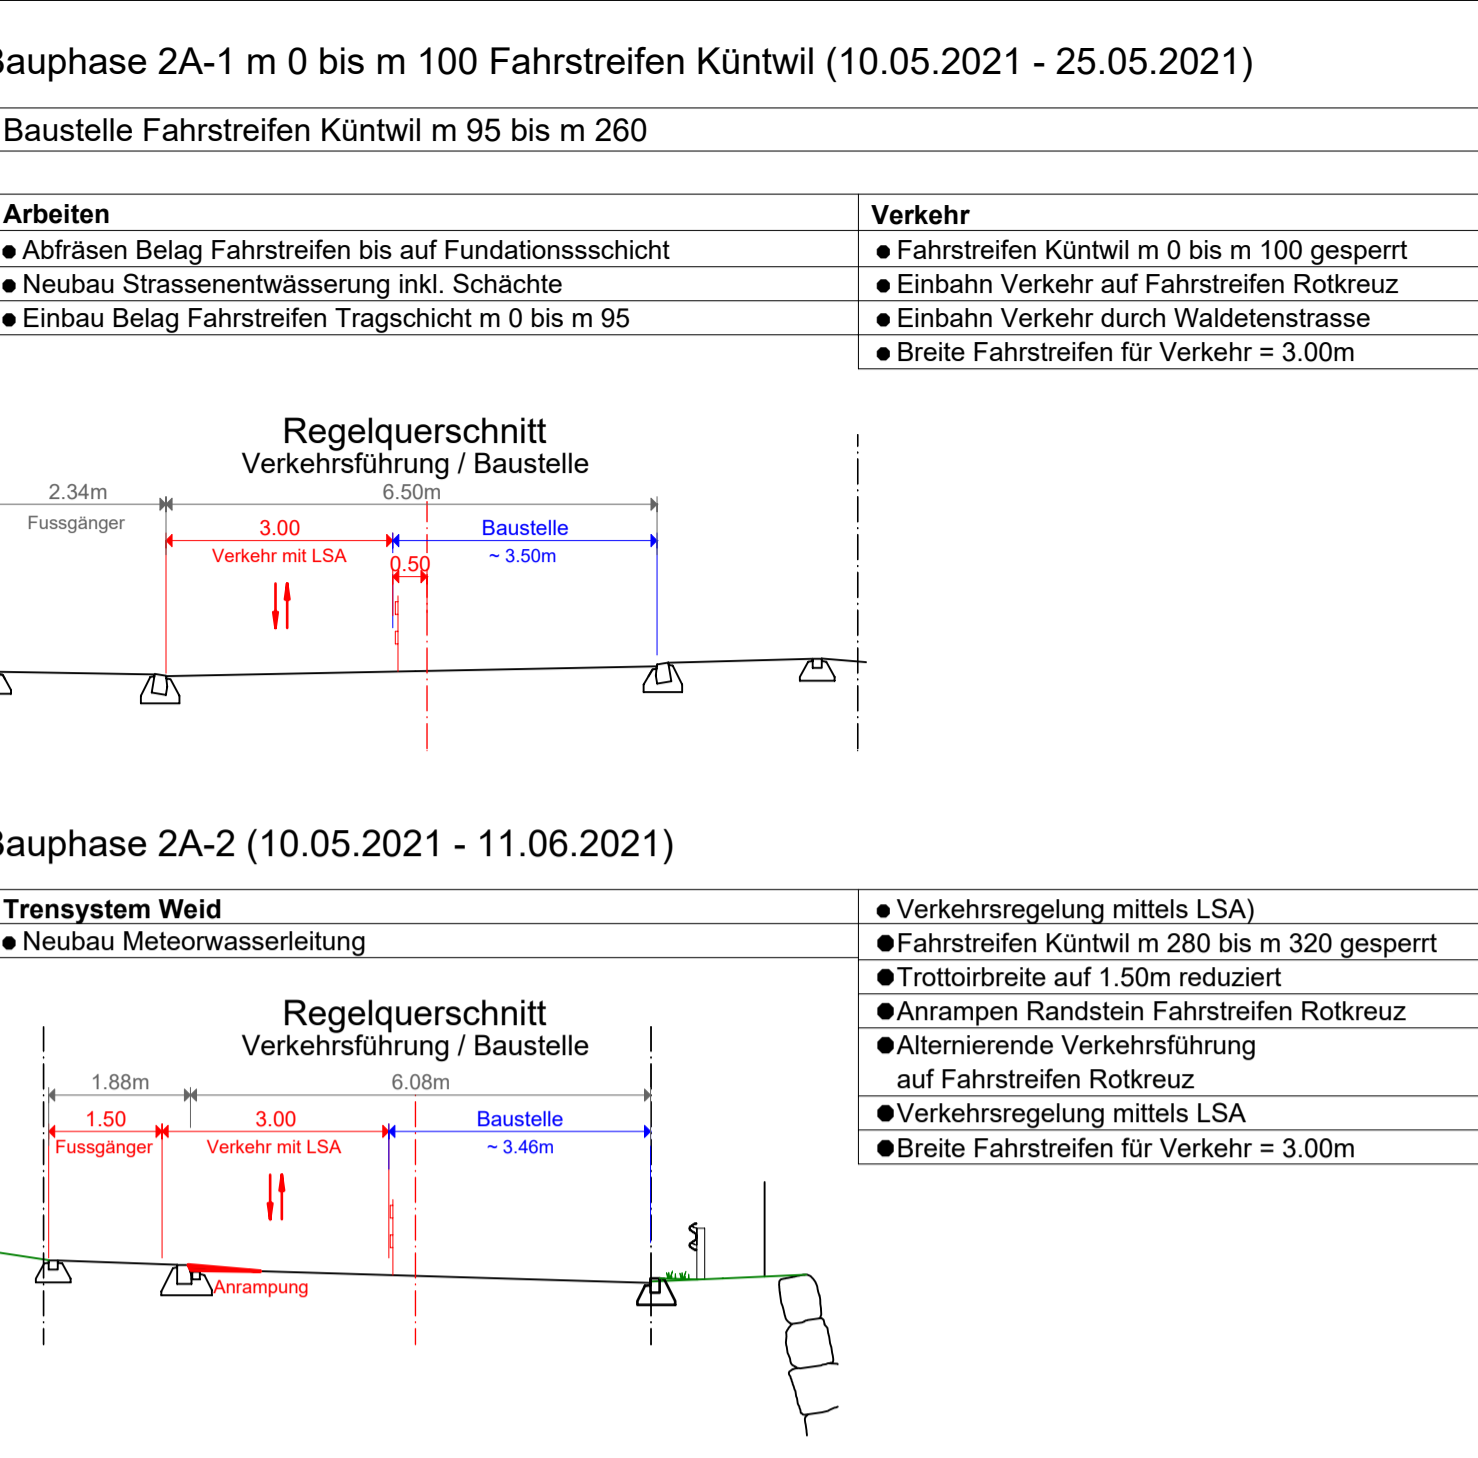 Bauphase 2A-1 m 0 bis m 100 Fahrstreifen Küntwil (10.05.2021 - 25.05.2021)
Baustelle Fahrstreifen Küntwil m 95 bis m 260
Arbeiten
● Abfräsen Belag Fahrstreifen bis auf Fundationssschicht
● Neubau Strassenentwässerung inkl. Schächte
● Einbau Belag Fahrstreifen Tragschicht m 0 bis m 95
Verkehr
● Fahrstreifen Küntwil m 0 bis m 100 gesperrt
● Einbahn Verkehr auf Fahrstreifen Rotkreuz
● Einbahn Verkehr durch Waldetenstrasse
● Breite Fahrstreifen für Verkehr = 3.00m
Regelquerschnitt
Verkehrsführung / Baustelle
2.34m
6.50m
Fussgänger
3.00
Baustelle
Verkehr mit LSA
~ 3.50m
0.50
Bauphase 2A-2 (10.05.2021 - 11.06.2021)
Trensystem Weid
● Neubau Meteorwasserleitung
● Verkehrsregelung mittels LSA)
● Fahrstreifen Küntwil m 280 bis m 320 gesperrt
● Trottoirbreite auf 1.50m reduziert
● Anrampen Randstein Fahrstreifen Rotkreuz
● Alternierende Verkehrsführung
auf Fahrstreifen Rotkreuz
● Verkehrsregelung mittels LSA
● Breite Fahrstreifen für Verkehr = 3.00m
Regelquerschnitt
Verkehrsführung / Baustelle
1.88m
6.08m
1.50
3.00
Baustelle
Fussgänger
Verkehr mit LSA
~ 3.46m
Anrampung